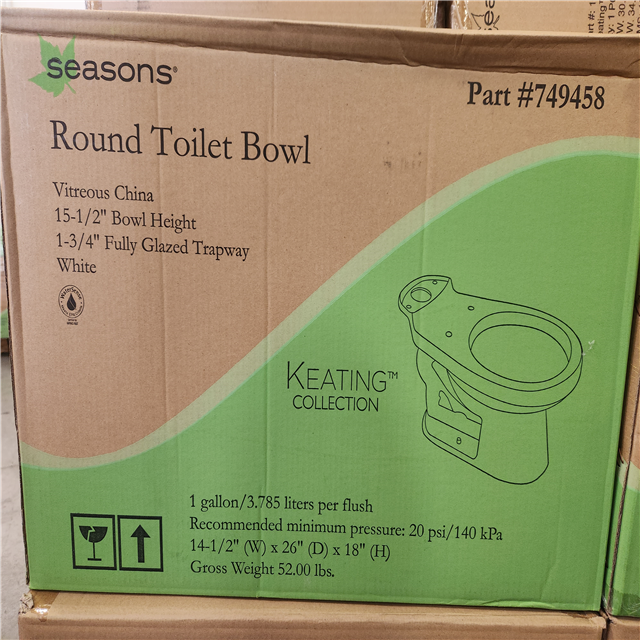 seasons®
Part #749458
Round Toilet Bowl
Vitreous China
15-1/2" Bowl Height
1-3/4" Fully Glazed Trapway
White
KEATING™
COLLECTION
1 gallon/3.785 liters per flush
Recommended minimum pressure: 20 psi/140 kPa
14-1/2" (W) x 26" (D) x 18" (H)
Gross Weight 52.00 lbs.